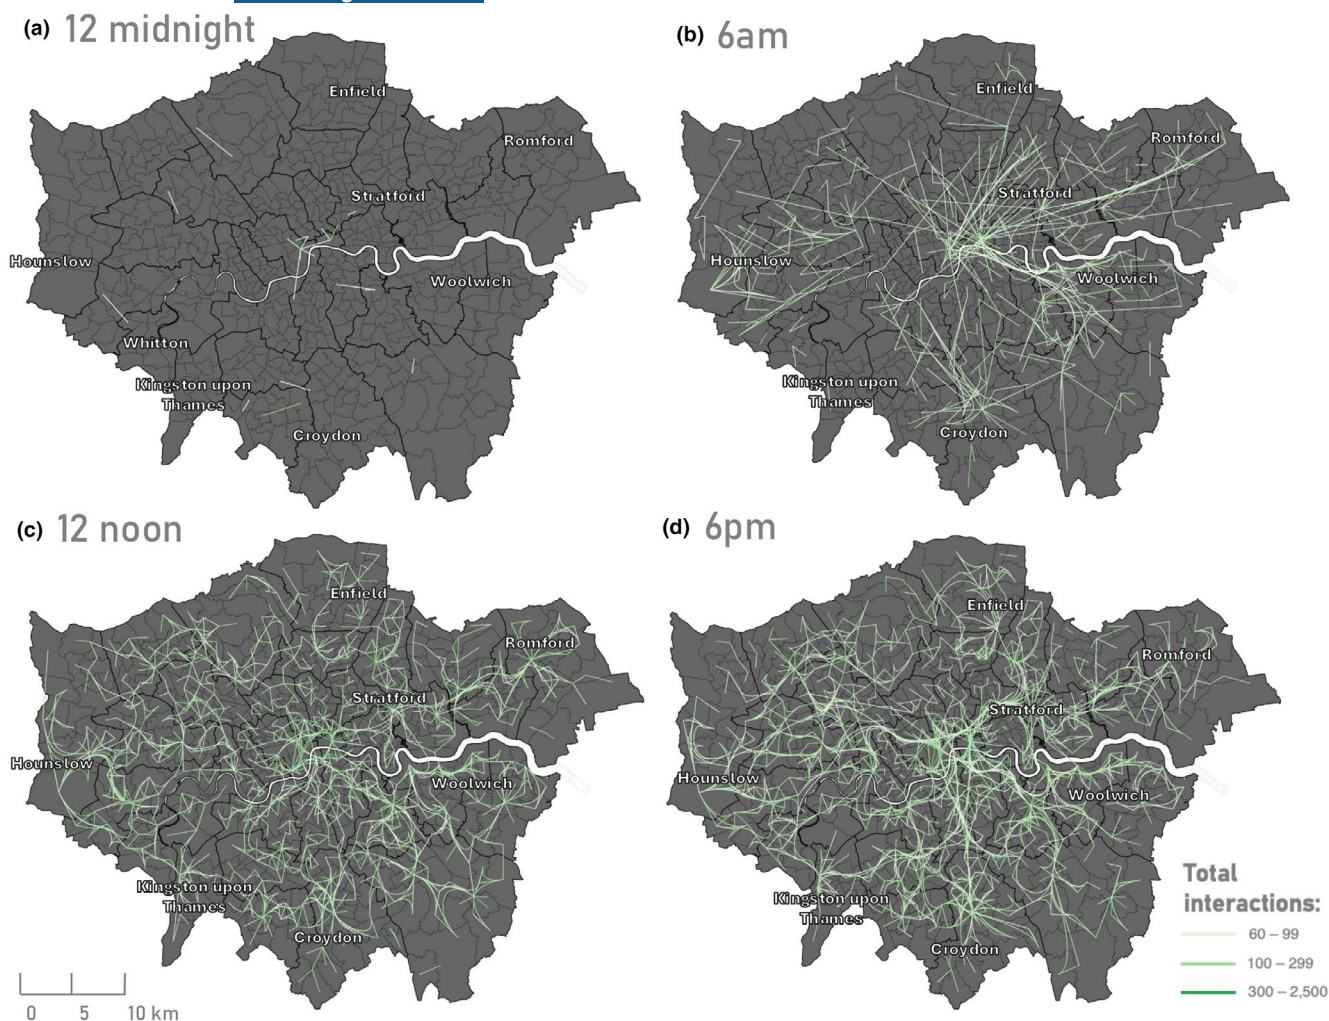 (a) 12 midnight
Enfield
Romford
Stratford
Hounslow
Woolwich
Whitton
Kingston upon
Thames
Croydon
(b) 6am
Enfield
Romford
Stratford
Hounslow
Woolwich
Kingston upon
Thames
Croydon
(c) 12 noon
Enfield
Romford
Stratford
Hounslow
Woolwich
Kingston upon
Thames
Croydon
0 5 10 km
(d) 6pm
Enfield
Romford
Stratford
Hounslow
Woolwich
Kingston upon
Thames
Croydon
Total
interactions:
60 – 99
100 – 299
300 – 2,500